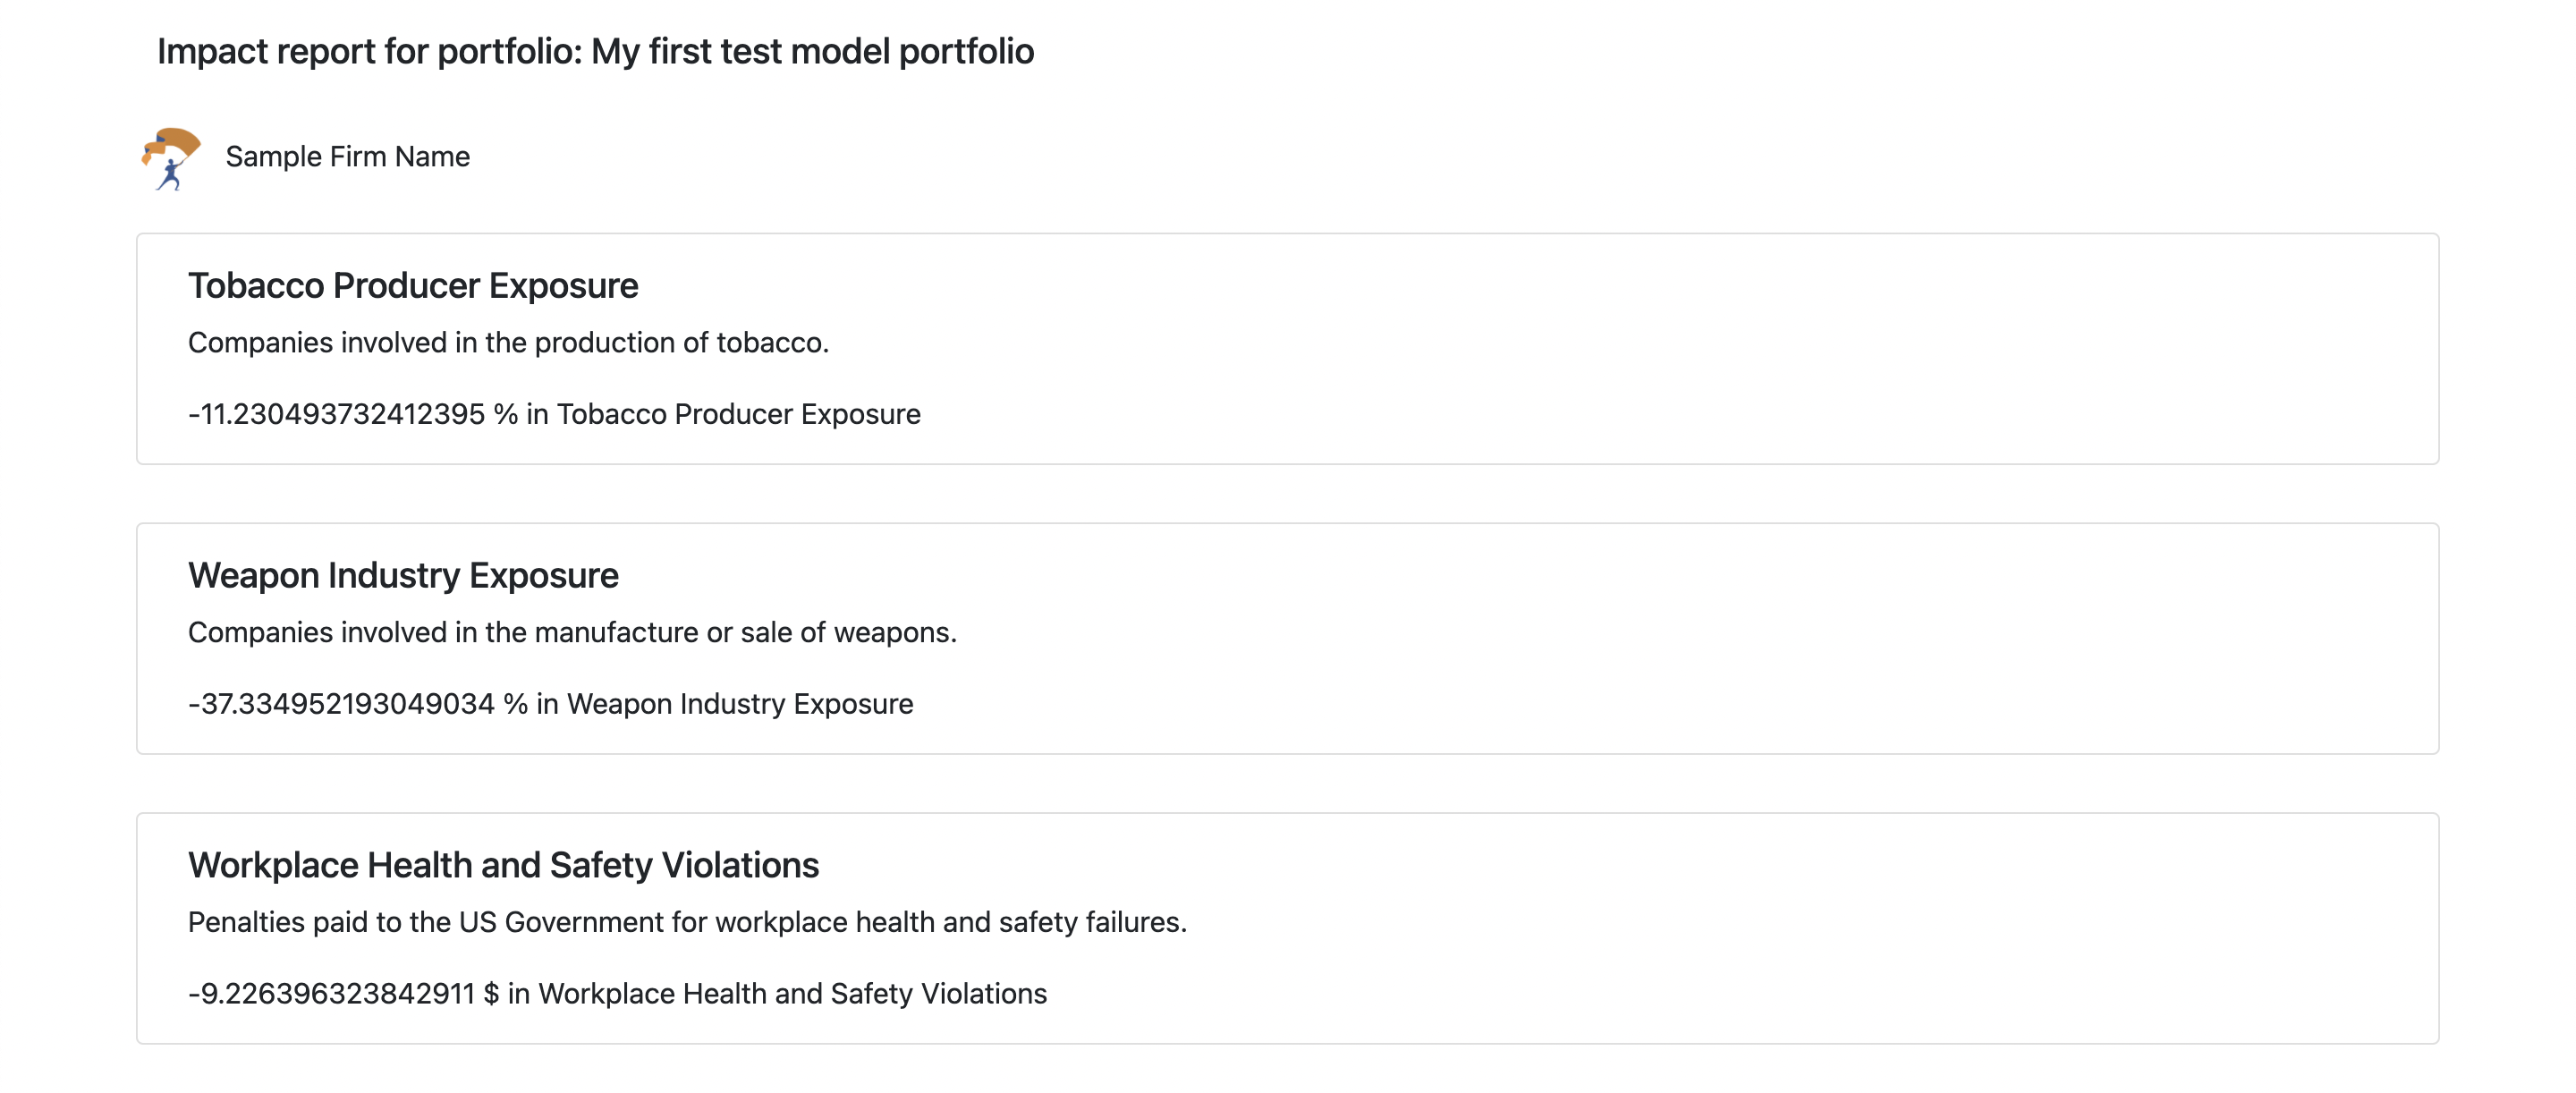 Impact report for portfolio: My first test model portfolio
Sample Firm Name
Tobacco Producer Exposure
Companies involved in the production of tobacco.
-11.230493732412395 % in Tobacco Producer Exposure
Weapon Industry Exposure
Companies involved in the manufacture or sale of weapons.
-37.334952193049034 % in Weapon Industry Exposure
Workplace Health and Safety Violations
Penalties paid to the US Government for workplace health and safety failures.
-9.226396323842911 $ in Workplace Health and Safety Violations